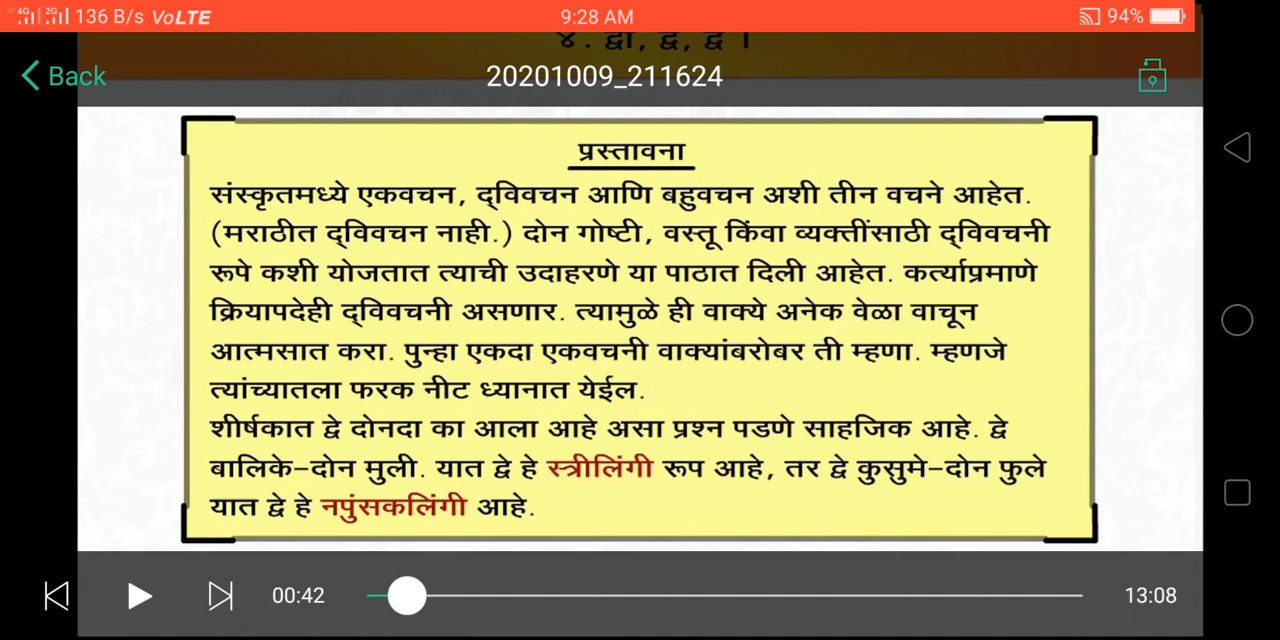 4G 2G 136 B/s VoLTE 9:28 AM 94%
४. द्वौ, द्वे, द्वे ।
Back 20201009_211624
प्रस्तावना
संस्कृतमध्ये एकवचन, द्विवचन आणि बहुवचन अशी तीन वचने आहेत.
(मराठीत द्विवचन नाही.) दोन गोष्टी, वस्तू किंवा व्यक्तींसाठी द्विवचनी
रूपे कशी योजतात त्याची उदाहरणे या पाठात दिली आहेत. कर्त्याप्रमाणे
क्रियापदेही द्विवचनी असणार. त्यामुळे ही वाक्ये अनेक वेळा वाचून
आत्मसात करा. पुन्हा एकदा एकवचनी वाक्यांबरोबर ती म्हणा. म्हणजे
त्यांच्यातला फरक नीट ध्यानात येईल.
शीर्षकात द्वे दोनदा का आला आहे असा प्रश्न पडणे साहजिक आहे. द्वे
बालिके–दोन मुली. यात द्वे हे स्त्रीलिंगी रूप आहे, तर द्वे कुसुमे–दोन फुले
यात द्वे हे नपुंसकलिंगी आहे.
00:42 13:08